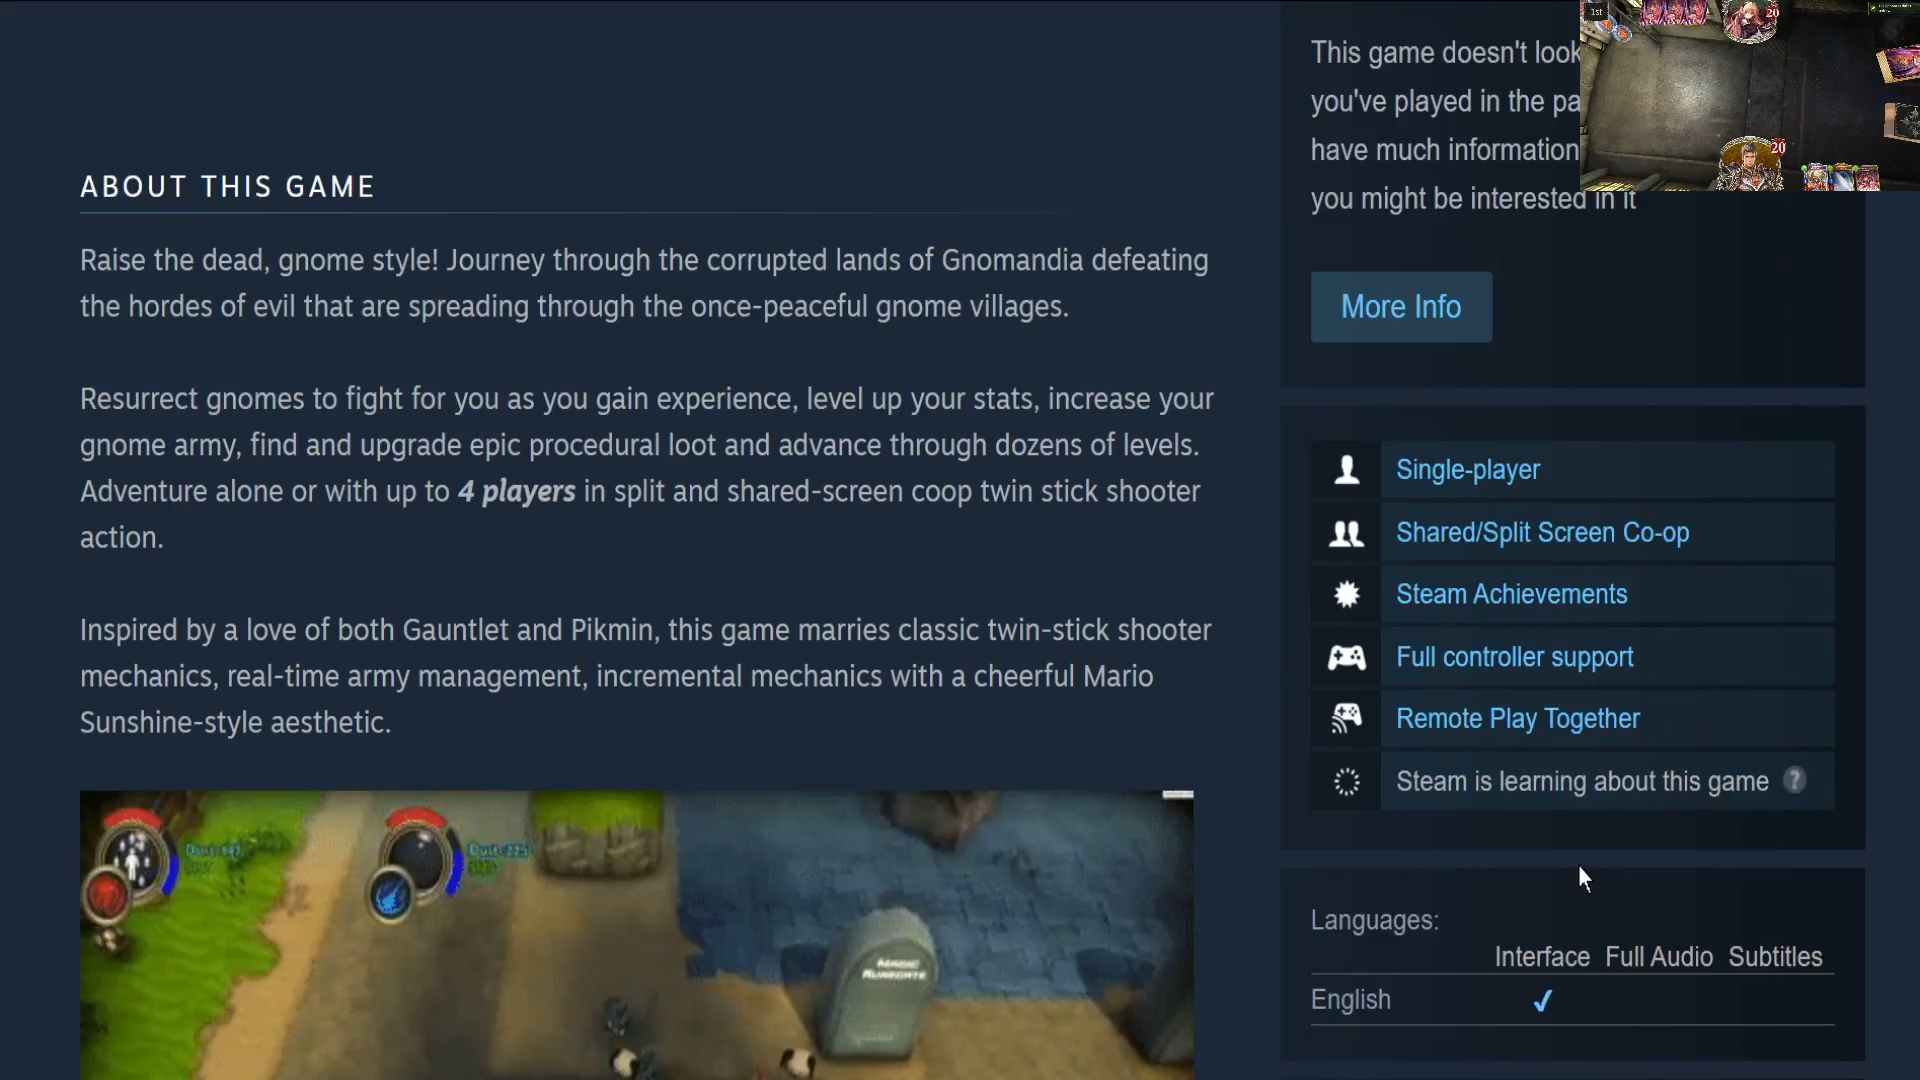 ABOUT THIS GAME
Raise the dead, gnome style! Journey through the corrupted lands of Gnomandia defeating
the hordes of evil that are spreading through the once-peaceful gnome villages.
Resurrect gnomes to fight for you as you gain experience, level up your stats, increase your
gnome army, find and upgrade epic procedural loot and advance through dozens of levels.
Adventure alone or with up to 4 players in split and shared-screen coop twin stick shooter
action.
Inspired by a love of both Gauntlet and Pikmin, this game marries classic twin-stick shooter
mechanics, real-time army management, incremental mechanics with a cheerful Mario
Sunshine-style aesthetic.
MAGIC
RUNEGATE
This game doesn't look
you've played in the pa
have much information
you might be interested in it
More Info
Single-player
Shared/Split Screen Co-op
Steam Achievements
Full controller support
Remote Play Together
Steam is learning about this game ?
Languages:
Interface Full Audio Subtitles
English ✓
1st
20
20